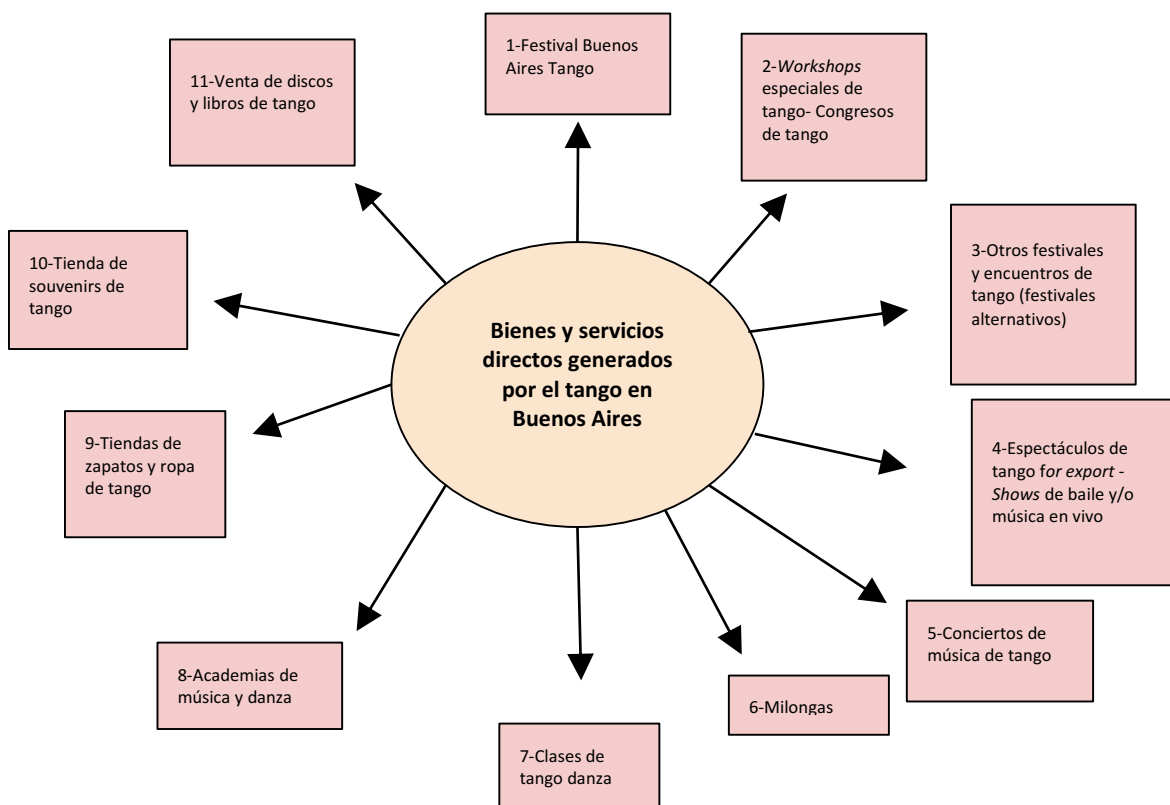 1-Festival Buenos
Aires Tango
2-Workshops
especiales de
tango- Congresos
de tango
3-Otros festivales
y encuentros de
tango (festivales
alternativos)
4-Espectáculos de
tango for export -
Shows de baile y/o
música en vivo
5-Conciertos de
música de tango
6-Milongas
7-Clases de
tango danza
8-Academias de
música y danza
9-Tiendas de
zapatos y ropa
de tango
10-Tienda de
souvenirs de
tango
11-Venta de discos
y libros de tango
Bienes y servicios
directos generados
por el tango en
Buenos Aires